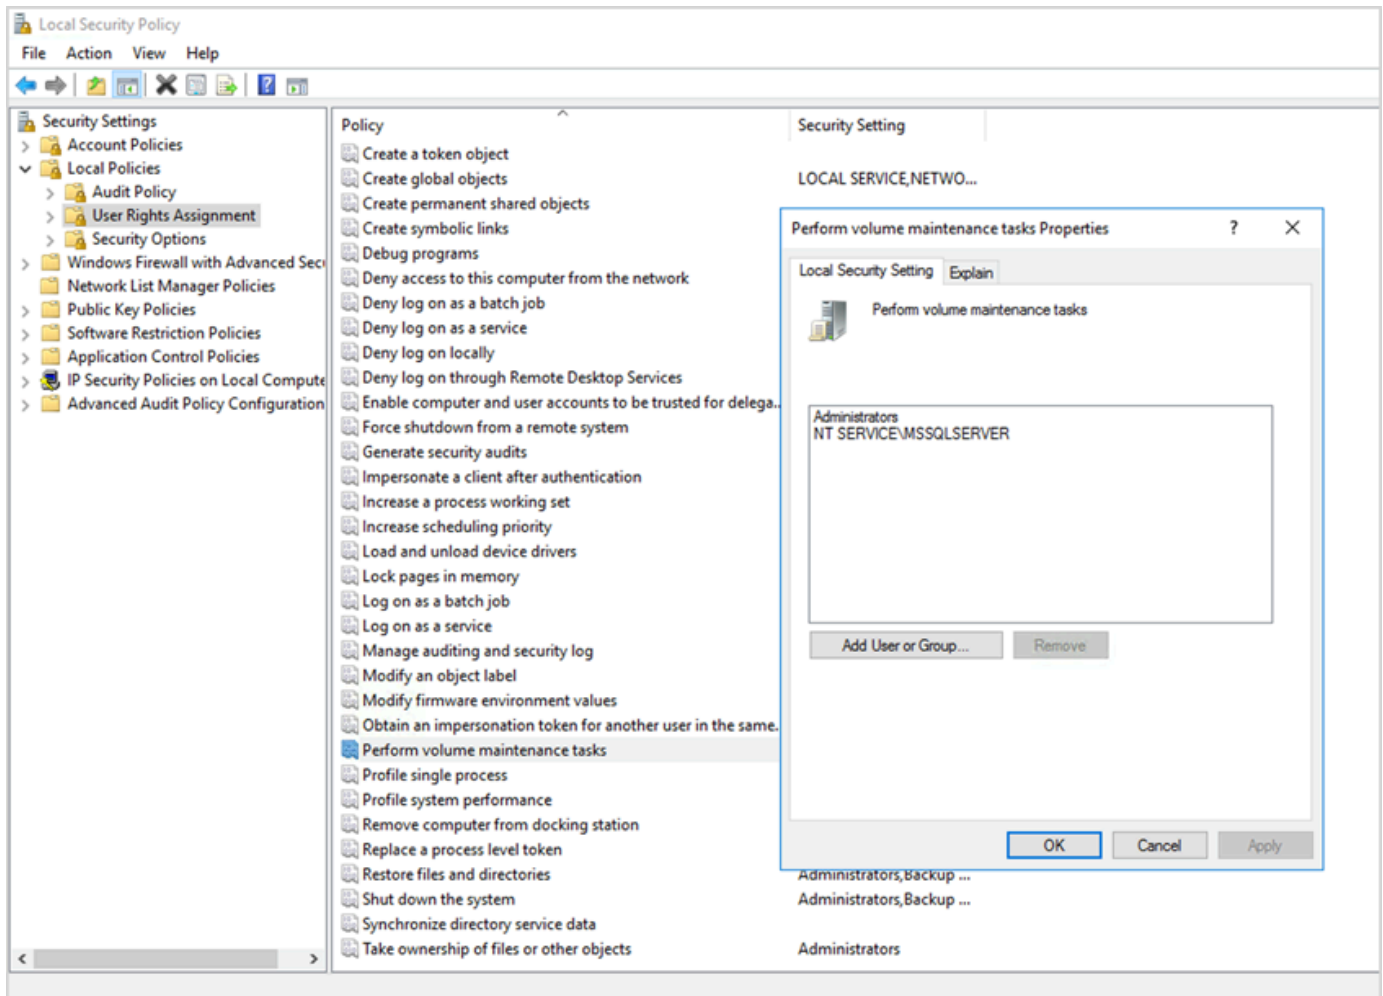 Local Security Policy
File Action View Help
Security Settings
Account Policies
Local Policies
Audit Policy
User Rights Assignment
Security Options
Windows Firewall with Advanced Secu
Network List Manager Policies
Public Key Policies
Software Restriction Policies
Application Control Policies
IP Security Policies on Local Compute
Advanced Audit Policy Configuration
Policy Security Setting
Create a token object
Create global objects LOCAL SERVICE,NETWO...
Create permanent shared objects
Create symbolic links
Debug programs
Deny access to this computer from the network
Deny log on as a batch job
Deny log on as a service
Deny log on locally
Deny log on through Remote Desktop Services
Enable computer and user accounts to be trusted for delega...
Force shutdown from a remote system
Generate security audits
Impersonate a client after authentication
Increase a process working set
Increase scheduling priority
Load and unload device drivers
Lock pages in memory
Log on as a batch job
Log on as a service
Manage auditing and security log
Modify an object label
Modify firmware environment values
Obtain an impersonation token for another user in the same.
Perform volume maintenance tasks
Profile single process
Profile system performance
Remove computer from docking station
Replace a process level token
Restore files and directories Administrators,Backup ...
Shut down the system Administrators,Backup ...
Synchronize directory service data
Take ownership of files or other objects Administrators
Perform volume maintenance tasks Properties ?
Local Security Setting Explain
Perform volume maintenance tasks
Administrators
NT SERVICE\MSSQLSERVER
Add User or Group... Remove
OK Cancel Apply